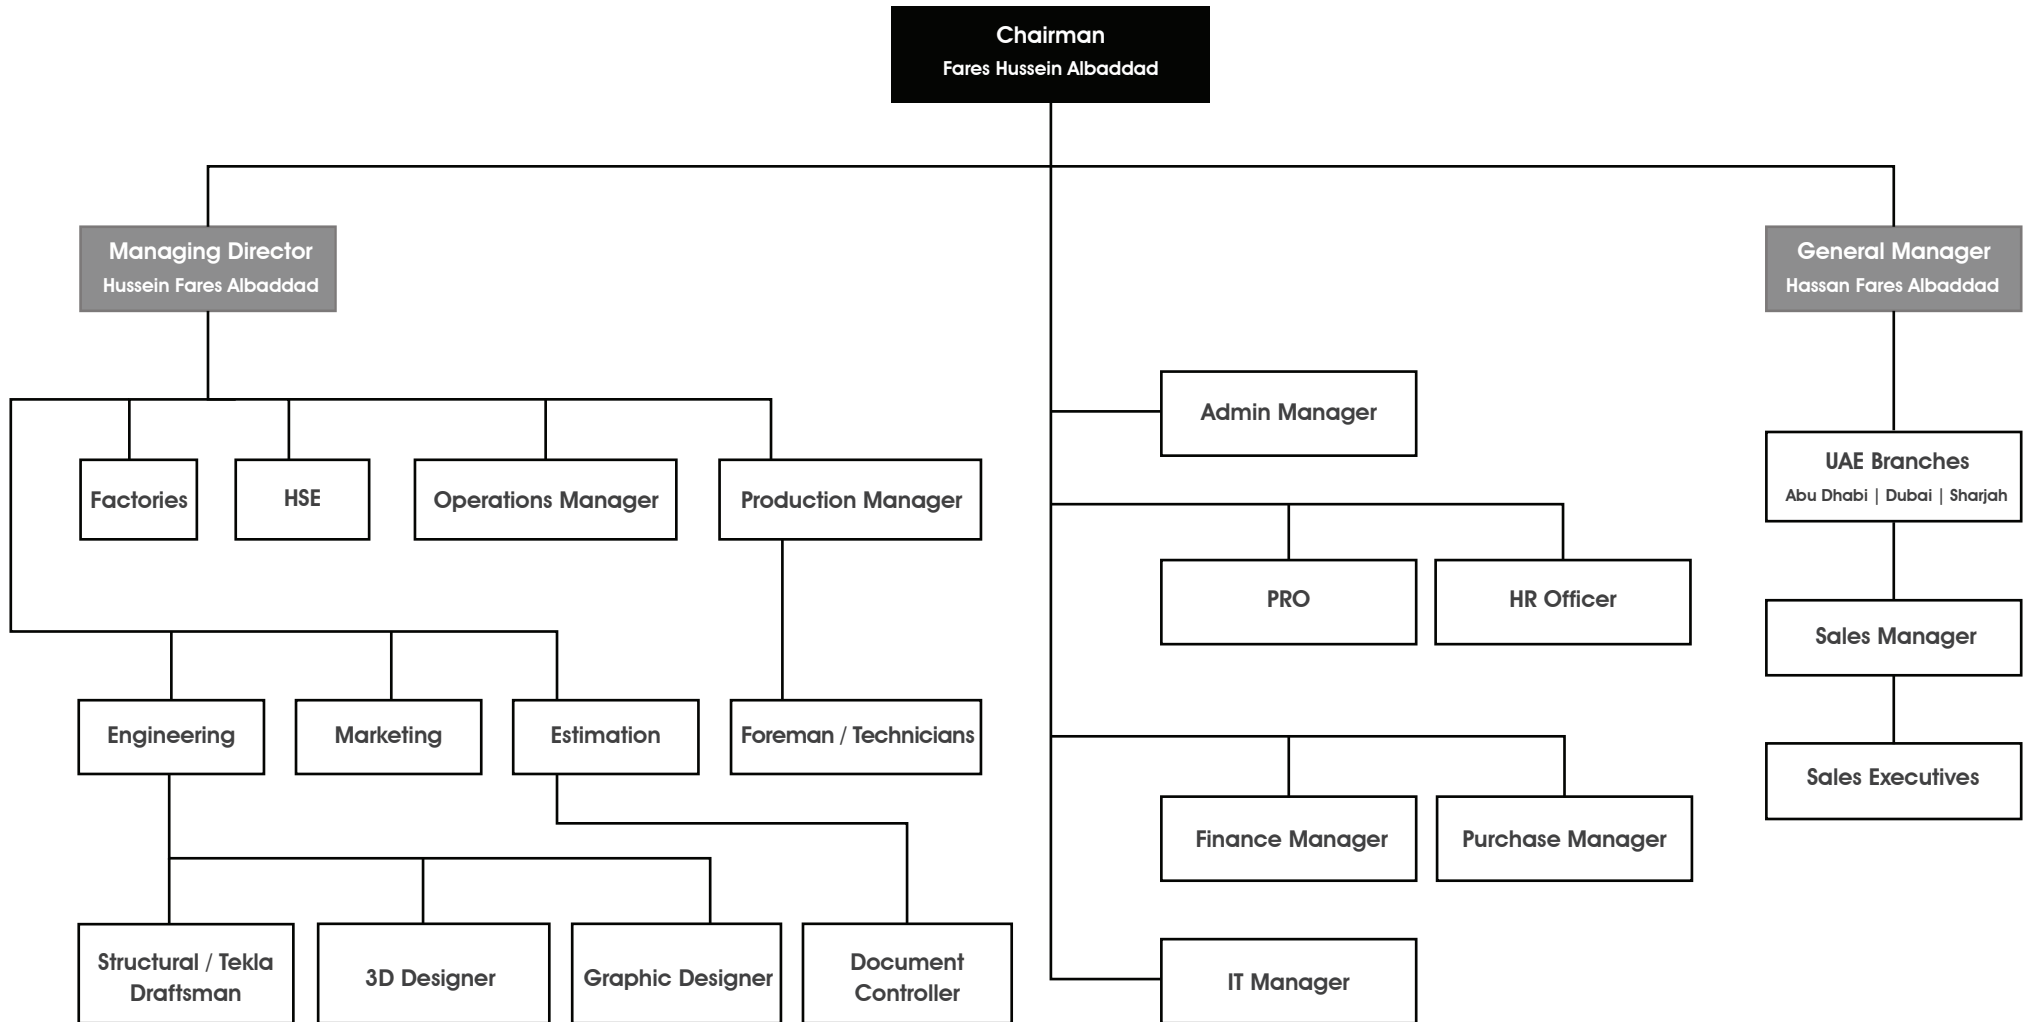 Chairman
Fares Hussein Albaddad
Managing Director
Hussein Fares Albaddad
General Manager
Hassan Fares Albaddad
Admin Manager
UAE Branches
Abu Dhabi | Dubai | Sharjah
Factories
HSE
Operations Manager
Production Manager
PRO
HR Officer
Sales Manager
Engineering
Marketing
Estimation
Foreman / Technicians
Sales Executives
Finance Manager
Purchase Manager
Structural / Tekla
Draftsman
3D Designer
Graphic Designer
Document
Controller
IT Manager